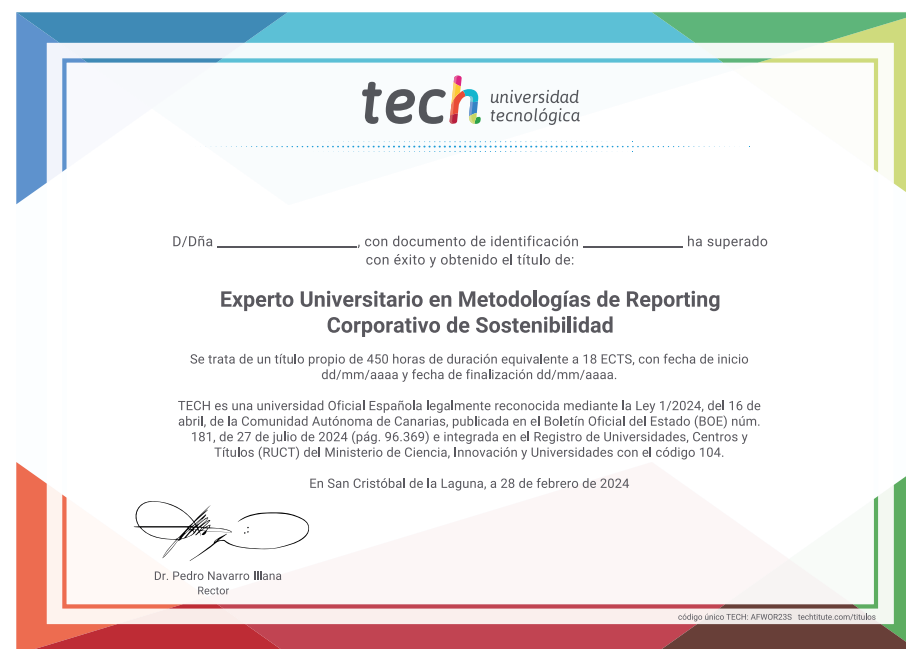 tech universidad
tecnológica
D/Dña ________________, con documento de identificación ____________ ha superado
con éxito y obtenido el título de:
Experto Universitario en Metodologías de Reporting
Corporativo de Sostenibilidad
Se trata de un título propio de 450 horas de duración equivalente a 18 ECTS, con fecha de inicio
dd/mm/aaaa y fecha de finalización dd/mm/aaaa.
TECH es una universidad Oficial Española legalmente reconocida mediante la Ley 1/2024, del 16 de
abril, de la Comunidad Autónoma de Canarias, publicada en el Boletín Oficial del Estado (BOE) núm.
181, de 27 de julio de 2024 (pág. 96.369) e integrada en el Registro de Universidades, Centros y
Títulos (RUCT) del Ministerio de Ciencia, Innovación y Universidades con el código 104.
En San Cristóbal de la Laguna, a 28 de febrero de 2024
Dr. Pedro Navarro Illana
Rector
código único TECH: AFWOR23S techtitute.com/titulos